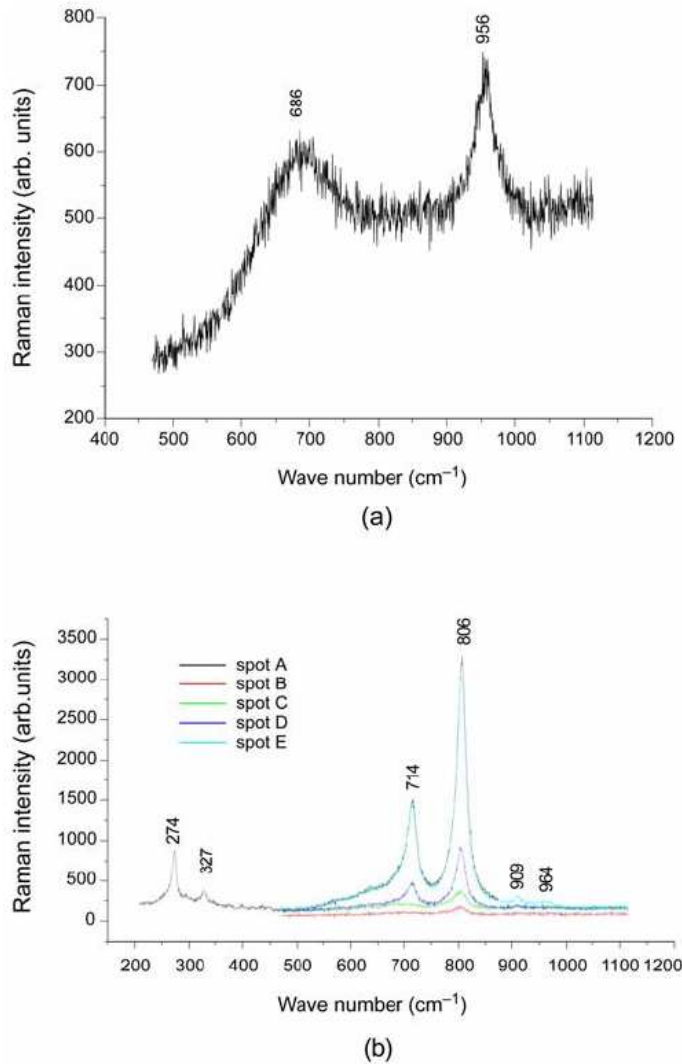 800
956
700
686
600
500
400
300
200
400 500 600 700 800 900 1000 1100 1200
Raman intensity (arb. units)
Wave number (cm⁻¹)
(a)
3500
806
spot A
3000
spot B
2500
spot C
spot D
2000
spot E
714
1500
1000
274
327
500
909
964
0
200 300 400 500 600 700 800 900 1000 1100 1200
Raman intensity (arb.units)
Wave number (cm⁻¹)
(b)